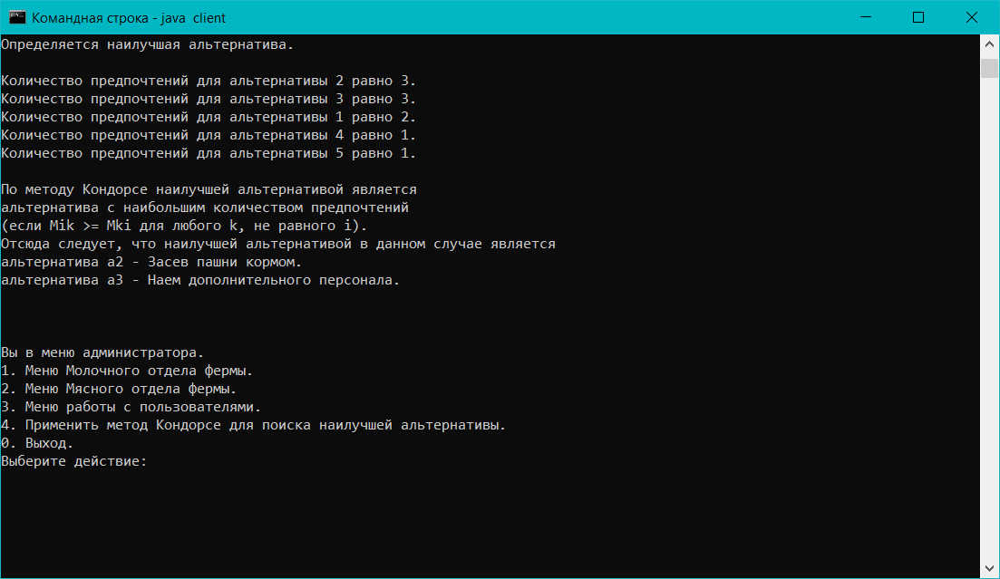 Командная строка - java client
Определяется наилучшая альтернатива.
Количество предпочтений для альтернативы 2 равно 3.
Количество предпочтений для альтернативы 3 равно 3.
Количество предпочтений для альтернативы 1 равно 2.
Количество предпочтений для альтернативы 4 равно 1.
Количество предпочтений для альтернативы 5 равно 1.
По методу Кондорсе наилучшей альтернативой является
альтернатива с наибольшим количеством предпочтений
(если Mik >= Mki для любого k, не равного i).
Отсюда следует, что наилучшей альтернативой в данном случае является
альтернатива a2 - Засев пашни кормом.
альтернатива a3 - Наем дополнительного персонала.
Вы в меню администратора.
1. Меню Молочного отдела фермы.
2. Меню Мясного отдела фермы.
3. Меню работы с пользователями.
4. Применить метод Кондорсе для поиска наилучшей альтернативы.
0. Выход.
Выберите действие: